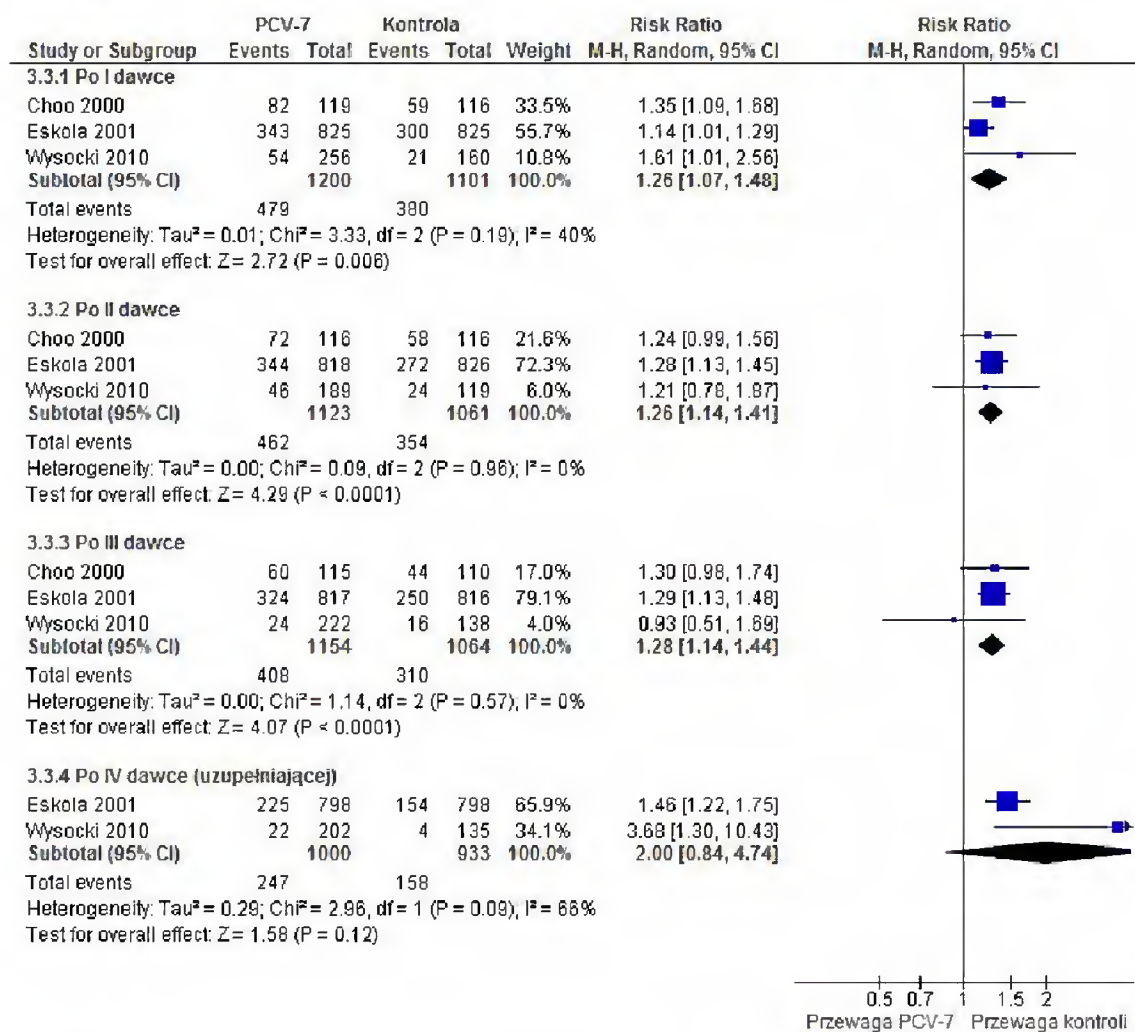 PCV-7 Kontrola Risk Ratio Risk Ratio
Study or Subgroup Events Total Events Total Weight M-H, Random, 95% CI M-H, Random, 95% CI
3.3.1 Po I dawce
Choo 2000 82 119 59 116 33.5% 1.35 [1.09, 1.68]
Eskola 2001 343 825 300 825 55.7% 1.14 [1.01, 1.29]
Wysocki 2010 54 256 21 160 10.8% 1.61 [1.01, 2.56]
Subtotal (95% CI) 1200 1101 100.0% 1.26 [1.07, 1.48]
Total events 479 380
Heterogeneity: Tau² = 0.01; Chi² = 3.33, df = 2 (P = 0.19); I² = 40%
Test for overall effect: Z = 2.72 (P = 0.006)
3.3.2 Po II dawce
Choo 2000 72 116 58 116 21.6% 1.24 [0.99, 1.56]
Eskola 2001 344 818 272 826 72.3% 1.28 [1.13, 1.45]
Wysocki 2010 46 189 24 119 6.0% 1.21 [0.78, 1.87]
Subtotal (95% CI) 1123 1061 100.0% 1.26 [1.14, 1.41]
Total events 462 354
Heterogeneity: Tau² = 0.00; Chi² = 0.09, df = 2 (P = 0.96); I² = 0%
Test for overall effect: Z = 4.29 (P < 0.0001)
3.3.3 Po III dawce
Choo 2000 60 115 44 110 17.0% 1.30 [0.98, 1.74]
Eskola 2001 324 817 250 816 79.1% 1.29 [1.13, 1.48]
Wysocki 2010 24 222 16 138 4.0% 0.93 [0.51, 1.69]
Subtotal (95% CI) 1154 1064 100.0% 1.28 [1.14, 1.44]
Total events 408 310
Heterogeneity: Tau² = 0.00; Chi² = 1.14, df = 2 (P = 0.57); I² = 0%
Test for overall effect: Z = 4.07 (P < 0.0001)
3.3.4 Po IV dawce (uzupełniającej)
Eskola 2001 225 798 154 798 65.9% 1.46 [1.22, 1.75]
Wysocki 2010 22 202 4 135 34.1% 3.68 [1.30, 10.43]
Subtotal (95% CI) 1000 933 100.0% 2.00 [0.84, 4.74]
Total events 247 158
Heterogeneity: Tau² = 0.29; Chi² = 2.96, df = 1 (P = 0.09); I² = 66%
Test for overall effect: Z = 1.58 (P = 0.12)
0.5 0.7 1 1.5 2
Przewaga PCV-7 Przewaga kontroli